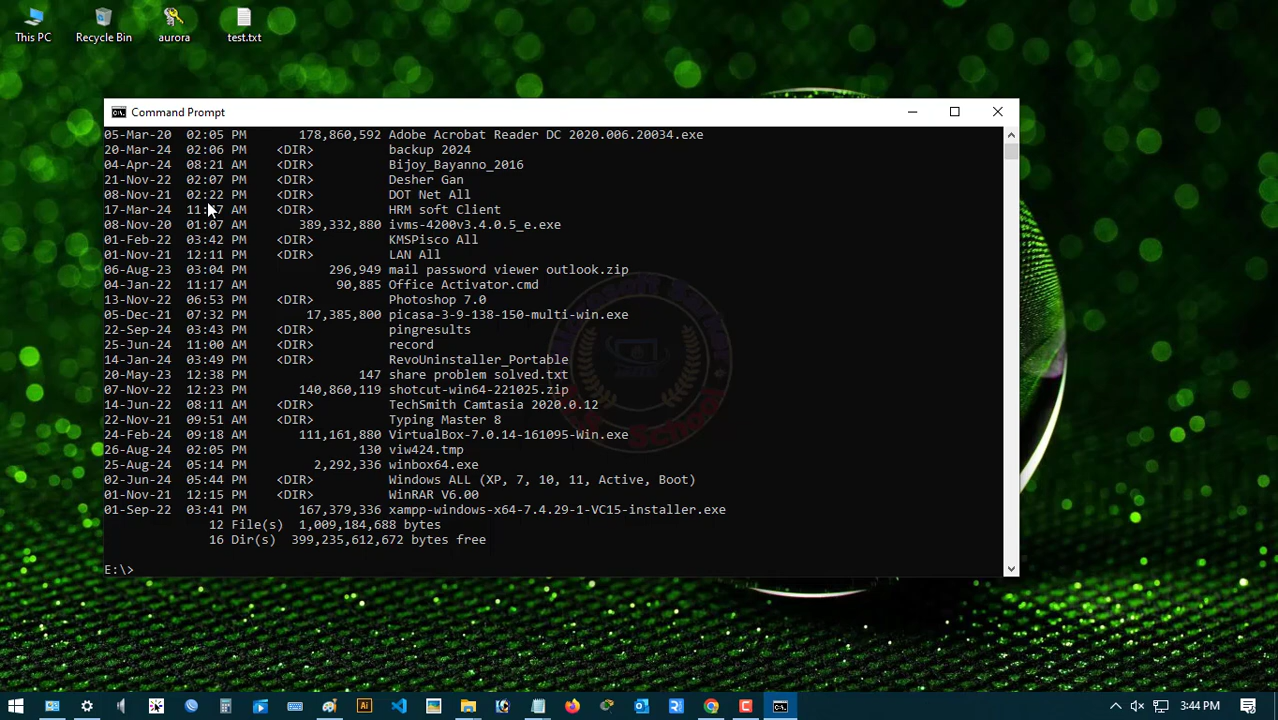 This PC
Recycle Bin
aurora
test.txt
Command Prompt
05-Mar-20  02:05 PM       178,860,592 Adobe Acrobat Reader DC 2020.006.20034.exe
20-Mar-24  02:06 PM    <DIR>          backup 2024
04-Apr-24  08:21 AM    <DIR>          Bijoy_Bayanno_2016
21-Nov-22  02:07 PM    <DIR>          Desher Gan
08-Nov-21  02:22 PM    <DIR>          DOT Net All
17-Mar-24      AM    <DIR>          HRM soft Client
08-Nov-20  01:07 AM       389,332,880 ivms-4200v3.4.0.5_e.exe
01-Feb-22  03:42 PM    <DIR>          KMSPisco All
01-Nov-21  12:11 PM    <DIR>          LAN All
06-Aug-23  03:04 PM           296,949 mail password viewer outlook.zip
04-Jan-22  11:17 AM            90,885 Office Activator.cmd
13-Nov-22  06:53 PM    <DIR>          Photoshop 7.0
05-Dec-21  07:32 PM        17,385,800 picasa-3-9-138-150-multi-win.exe
22-Sep-24  03:43 PM    <DIR>          pingresults
25-Jun-24  11:00 AM    <DIR>          record
14-Jan-24  03:49 PM    <DIR>          RevoUninstaller_Portable
20-May-23  12:38 PM               147 share problem solved.txt
07-Nov-22  12:23 PM       140,860,119 shotcut-win64-221025.zip
14-Jun-22  08:11 AM    <DIR>          TechSmith Camtasia 2020.0.12
22-Nov-21  09:51 AM    <DIR>          Typing Master 8
24-Feb-24  09:18 AM       111,161,880 VirtualBox-7.0.14-161095-Win.exe
26-Aug-24  02:05 PM               130 viw424.tmp
25-Aug-24  05:14 PM         2,292,336 winbox64.exe
02-Jun-24  05:44 PM    <DIR>          Windows ALL (XP, 7, 10, 11, Active, Boot)
01-Nov-21  12:15 PM    <DIR>          WinRAR V6.00
01-Sep-22  03:41 PM       167,379,336 xampp-windows-x64-7.4.29-1-VC15-installer.exe
12 File(s)  1,009,184,688 bytes
16 Dir(s)  399,235,612,672 bytes free
E:\>
3:44 PM